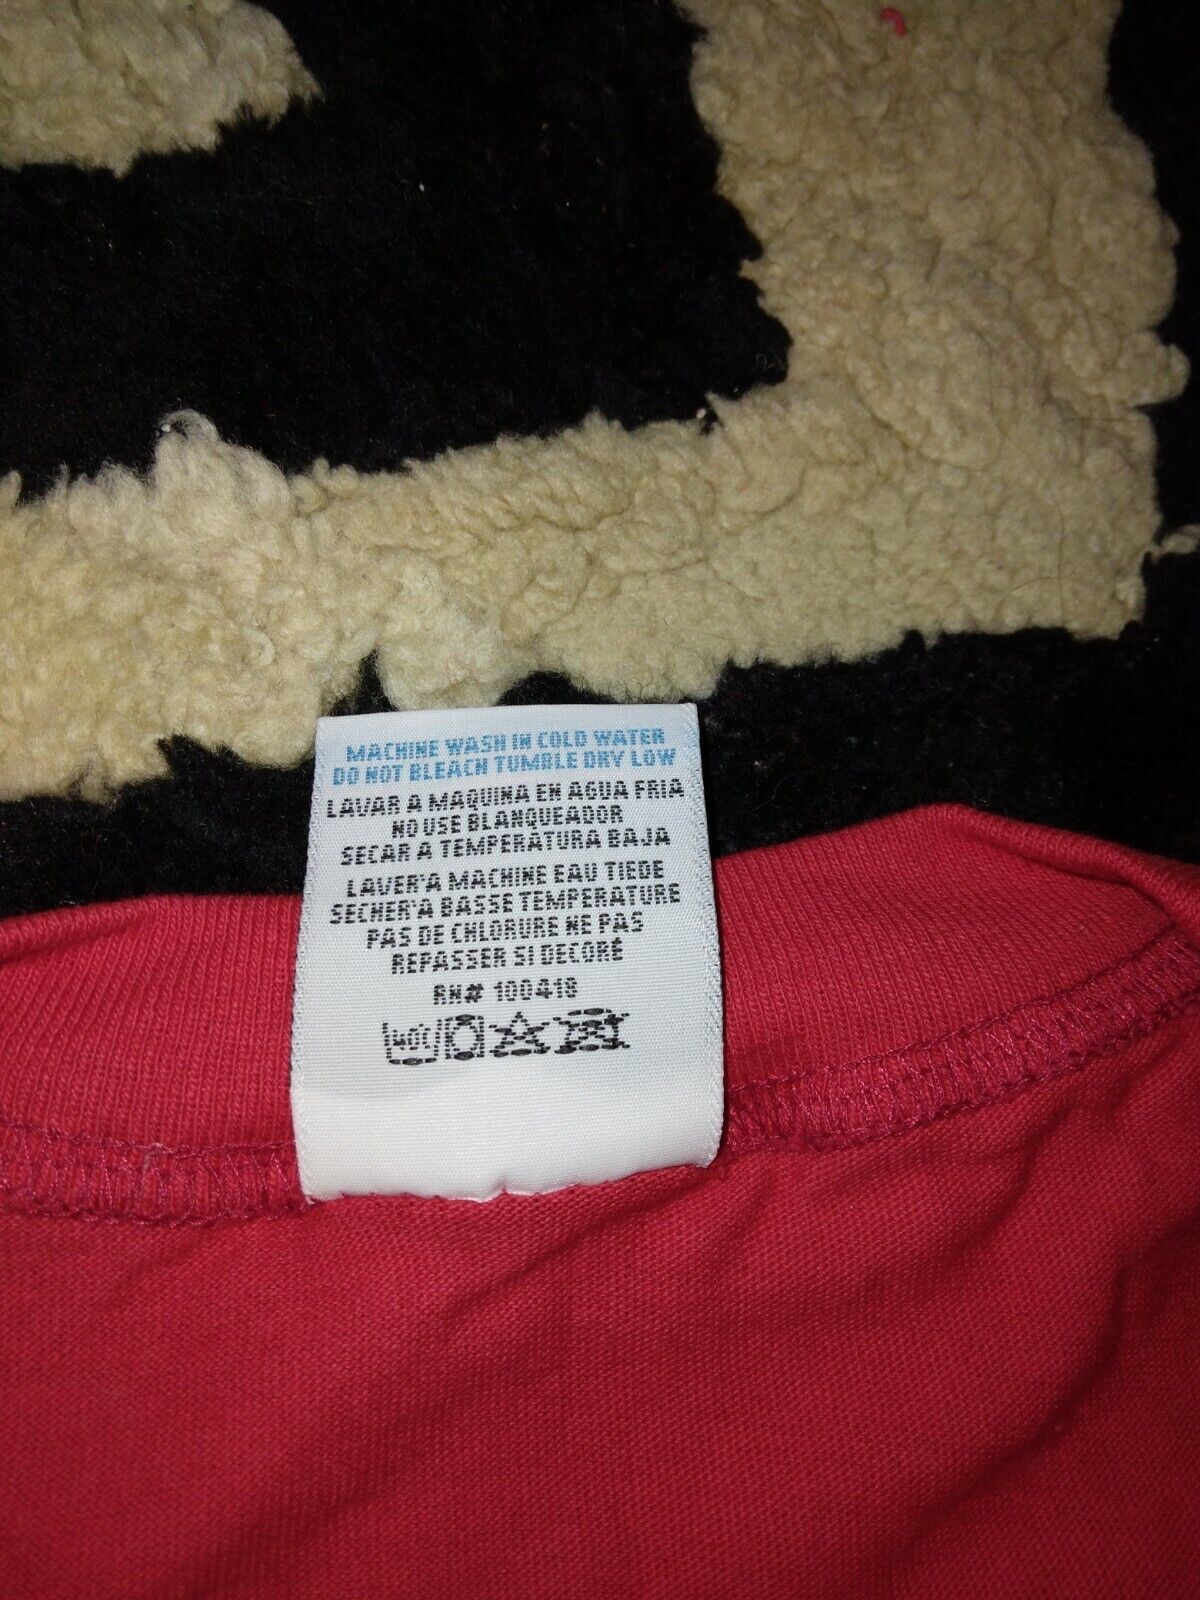 MACHINE WASH IN COLD WATER
DO NOT BLEACH TUMBLE DRY LOW
LAVAR A MAQUINA EN AGUA FRIA
NO USE BLANQUEADOR
SECAR A TEMPERATURA BAJA
LAVER'A MACHINE EAU TIEDE
SECHER'A BASSE TEMPERATURE
PAS DE CHLORURE NE PAS
REPASSER SI DECORÉ
RN# 100418
40C